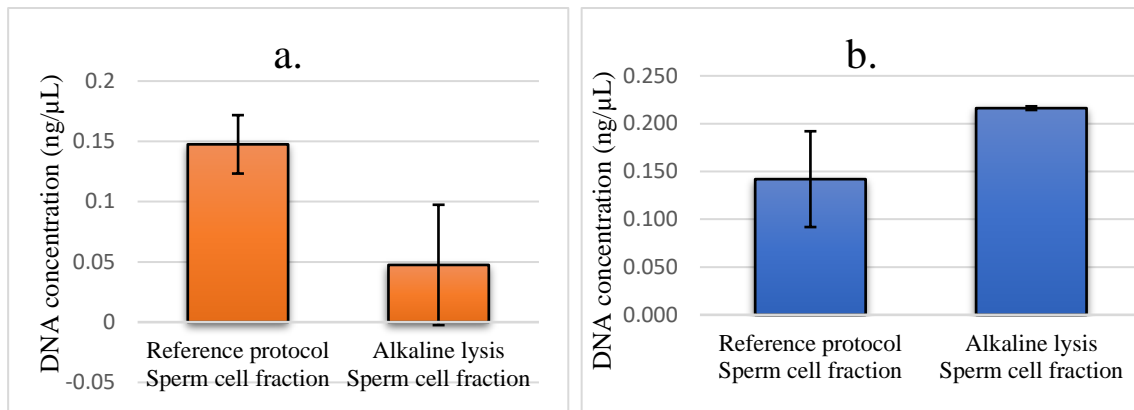 a.
DNA concentration (ng/µL)
0.2
0.15
0.1
0.05
0
-0.05
Reference protocol
Sperm cell fraction
Alkaline lysis
Sperm cell fraction
b.
DNA concentration (ng/µL)
0.250
0.200
0.150
0.100
0.050
0.000
Reference protocol
Sperm cell fraction
Alkaline lysis
Sperm cell fraction